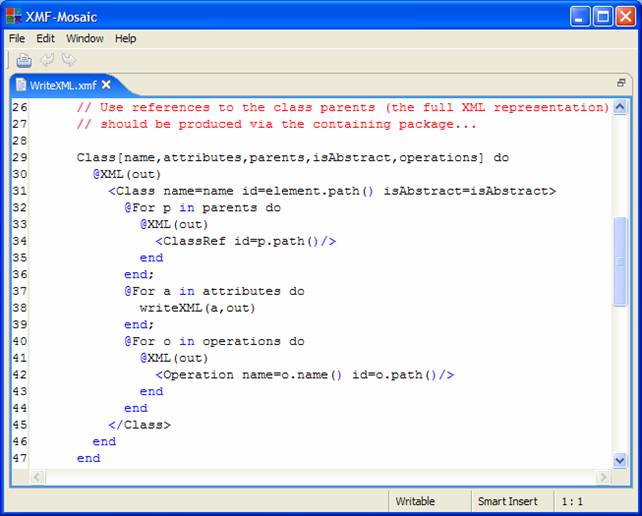 XMF-Mosaic
File Edit Window Help
WriteXML.xmf
26 // Use references to the class parents (the full XML representation)
27 // should be produced via the containing package...
28
29 Class[name,attributes,parents,isAbstract,operations] do
30 @XML(out)
31 <Class name=name id=element.path() isAbstract=isAbstract>
32 @For p in parents do
33 @XML(out)
34 <ClassRef id=p.path()/>
35 end
36 end;
37 @For a in attributes do
38 writeXML(a,out)
39 end;
40 @For o in operations do
41 @XML(out)
42 <Operation name=o.name() id=o.path()/>
43 end
44 end
45 </Class>
46 end
47 end
Writable Smart Insert 1 : 1